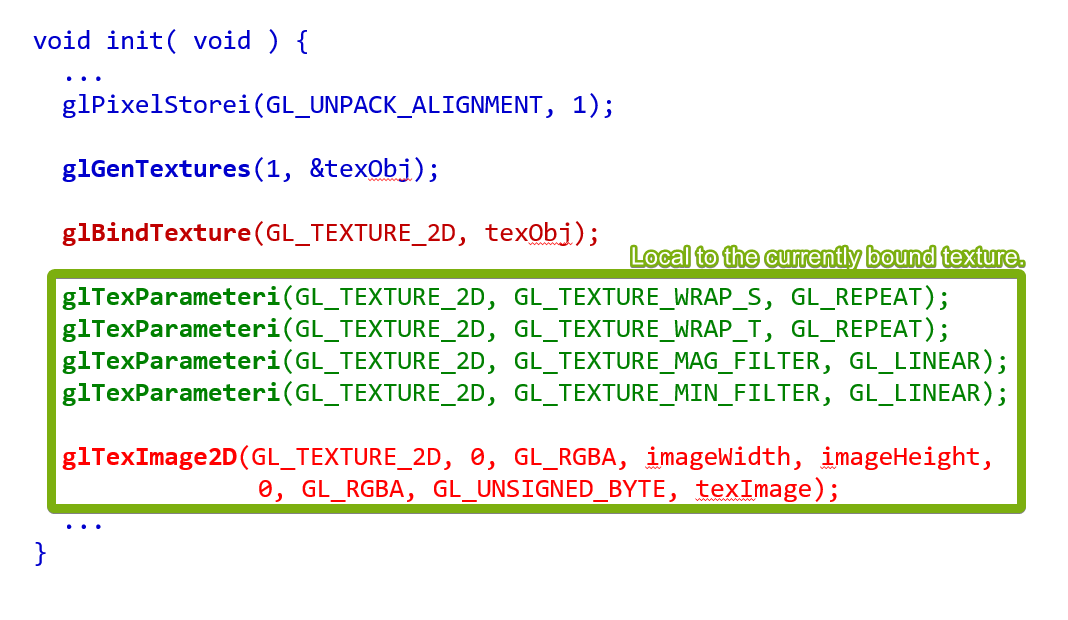 void init( void ) {
...
glPixelStorei(GL_UNPACK_ALIGNMENT, 1);
glGenTextures(1, &texObj);
glBindTexture(GL_TEXTURE_2D, texObj);
Local to the currently bound texture.
glTexParameteri(GL_TEXTURE_2D, GL_TEXTURE_WRAP_S, GL_REPEAT);
glTexParameteri(GL_TEXTURE_2D, GL_TEXTURE_WRAP_T, GL_REPEAT);
glTexParameteri(GL_TEXTURE_2D, GL_TEXTURE_MAG_FILTER, GL_LINEAR);
glTexParameteri(GL_TEXTURE_2D, GL_TEXTURE_MIN_FILTER, GL_LINEAR);
glTexImage2D(GL_TEXTURE_2D, 0, GL_RGBA, imageWidth, imageHeight,
0, GL_RGBA, GL_UNSIGNED_BYTE, texImage);
...
}